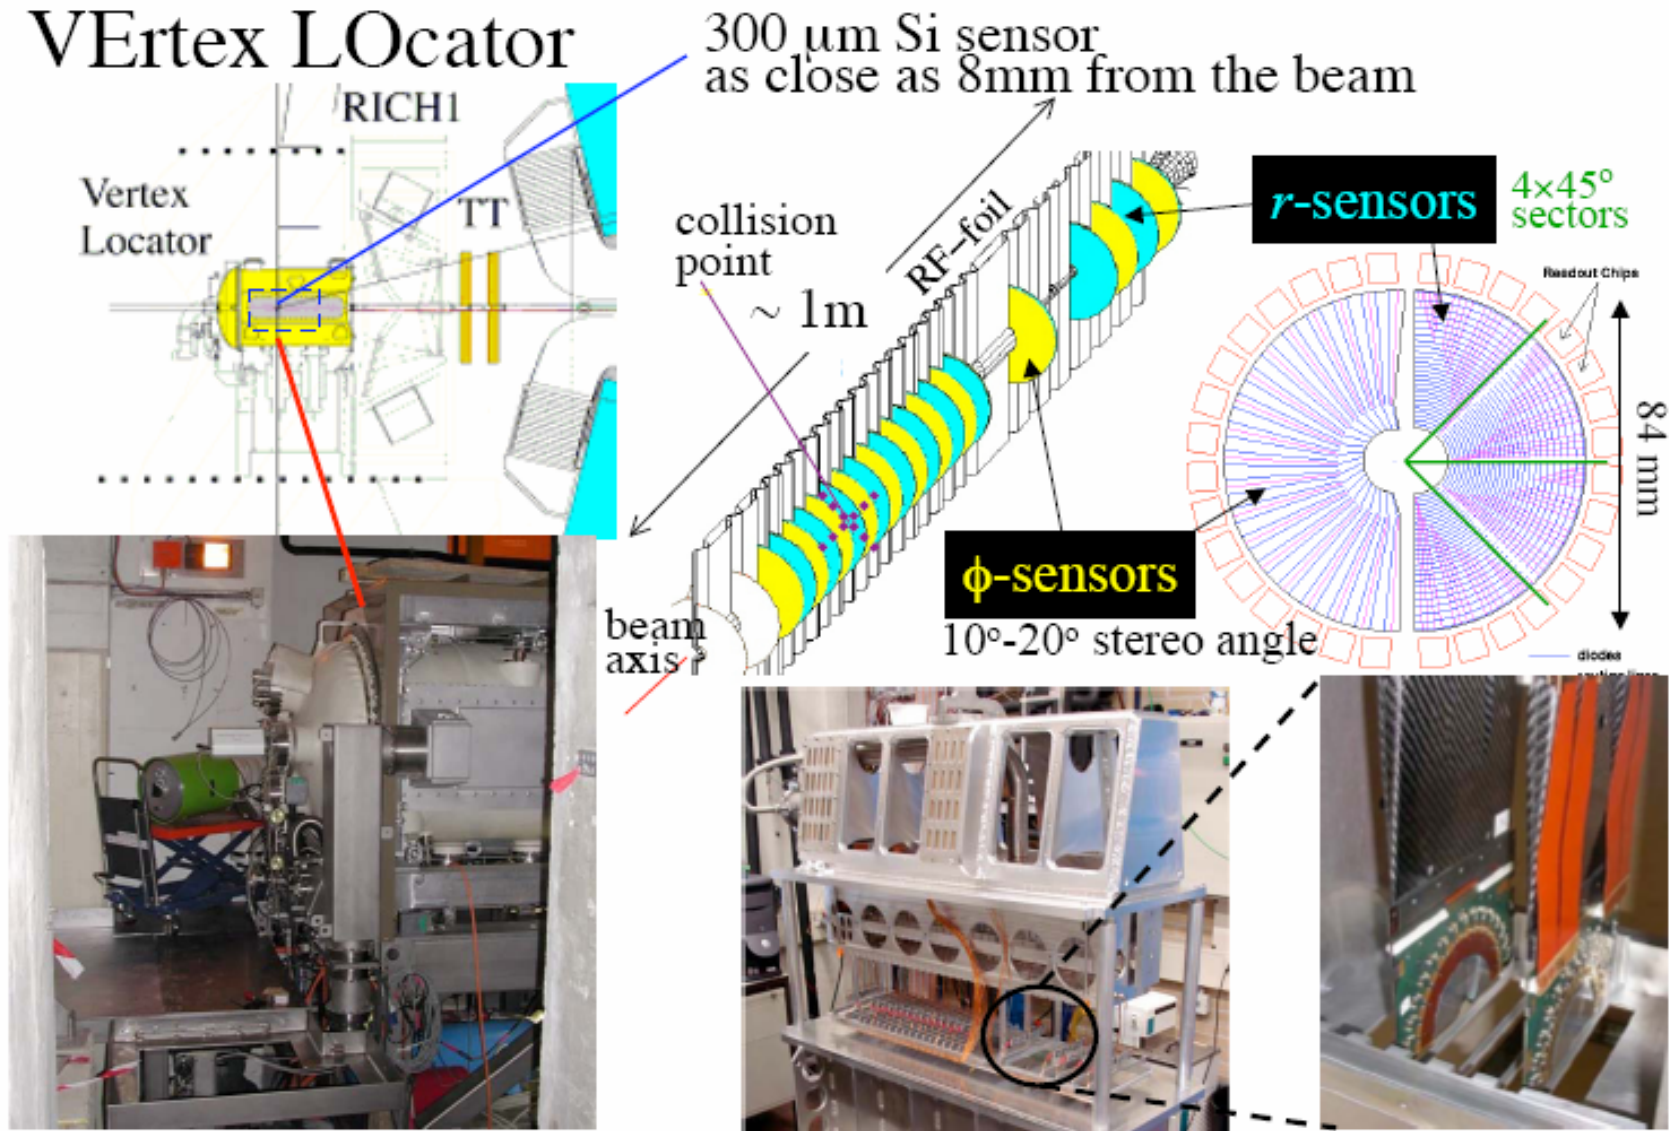 VErtex LOcator
300 µm Si sensor
as close as 8mm from the beam
RICH1
Vertex
Locator
TT
collision
point
~ 1m
RF-foil
r-sensors
4×45°
sectors
Readout Chips
84 mm
ϕ-sensors
10°-20° stereo angle
beam
axis
diodes